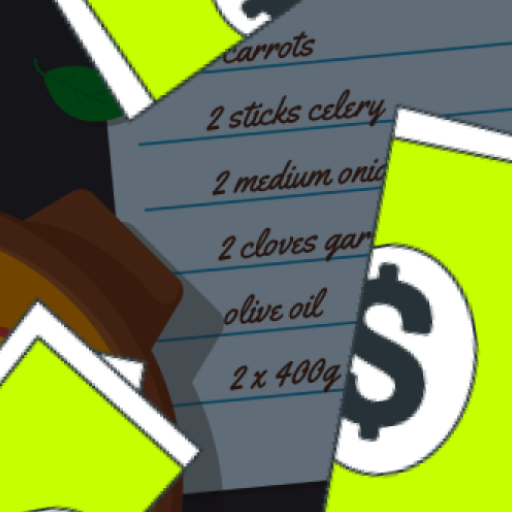 carrots
2 sticks celery
2 medium
2 cloves
olive oil
2 x 400g
$